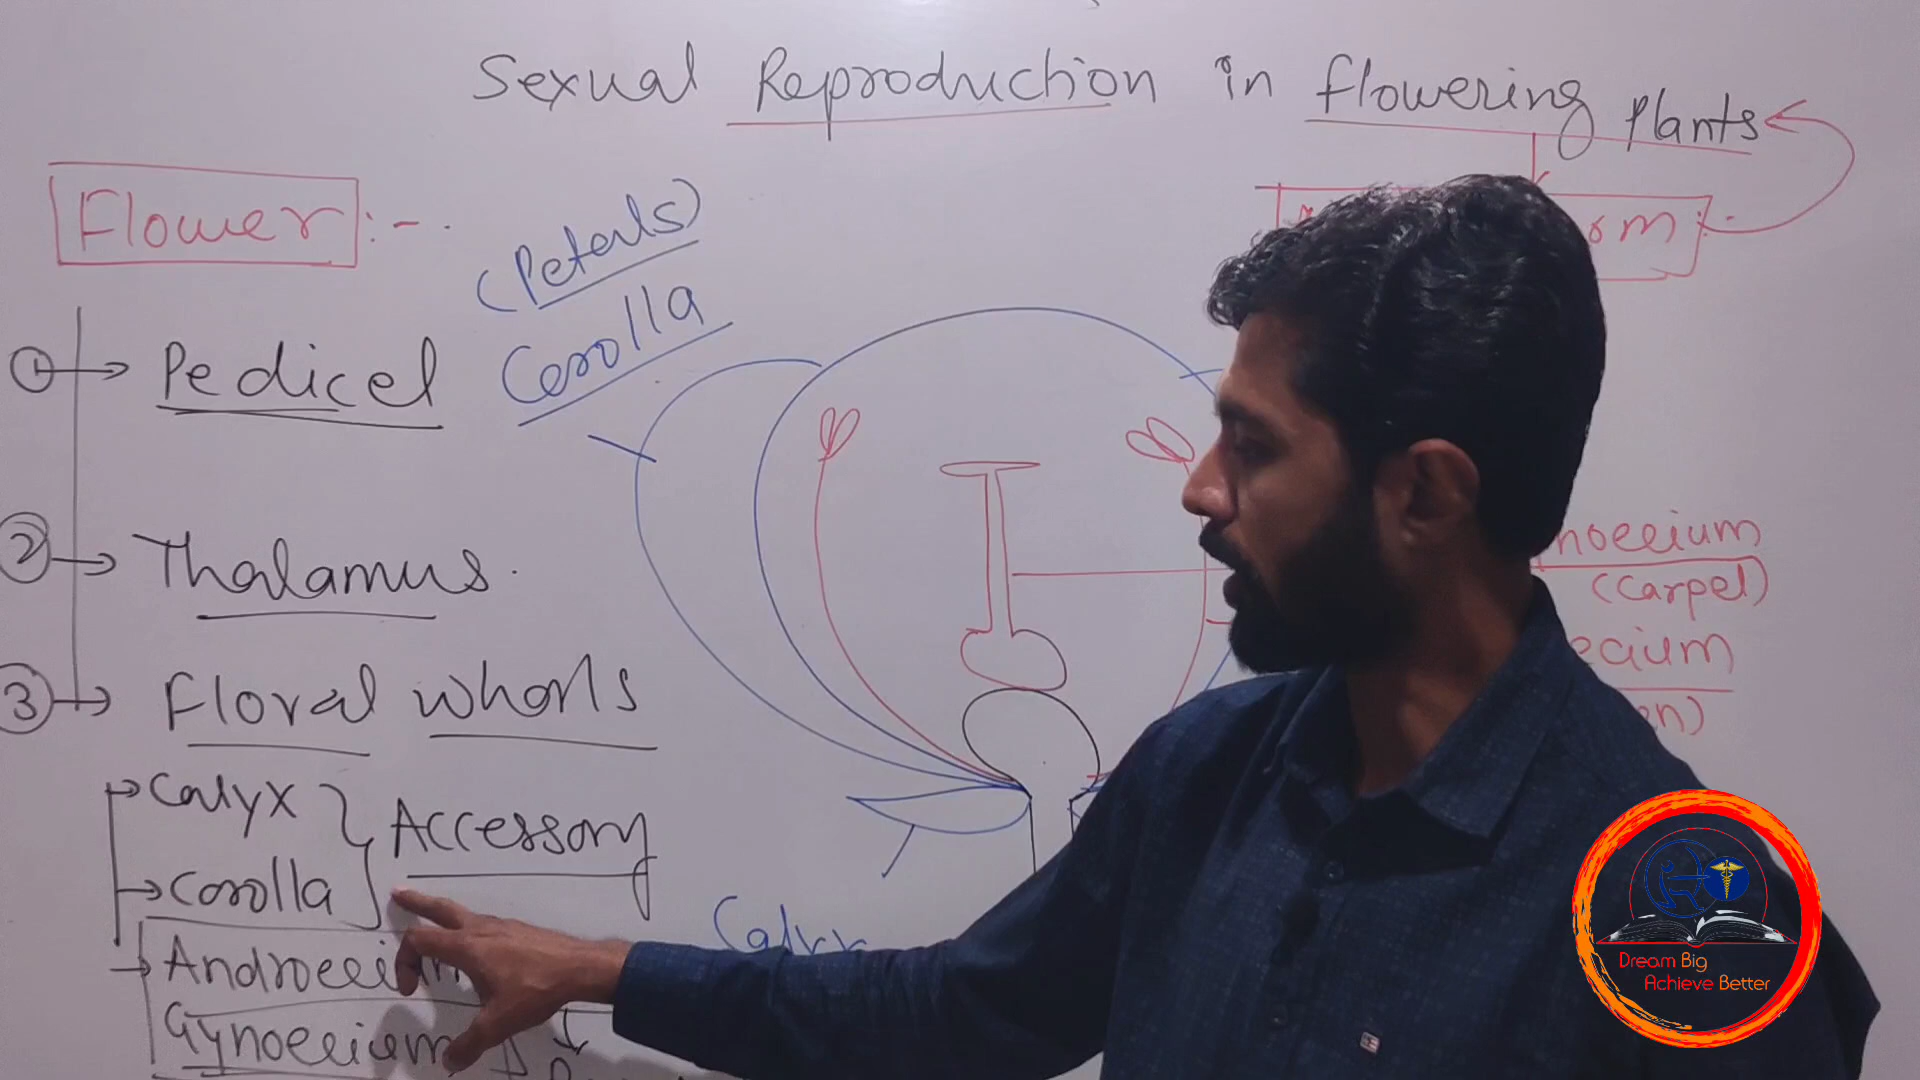 Sexual Reproduction in flowering Plants
Flower :-
(Petals)
Corolla
1 → Pedicel
2 → Thalamus
3 → Floral whorls
→ Calyx
→ Corolla
Accessory
→ Androecium
Gynoecium
Calyx
(Carpel)
Dream Big
Achieve Better